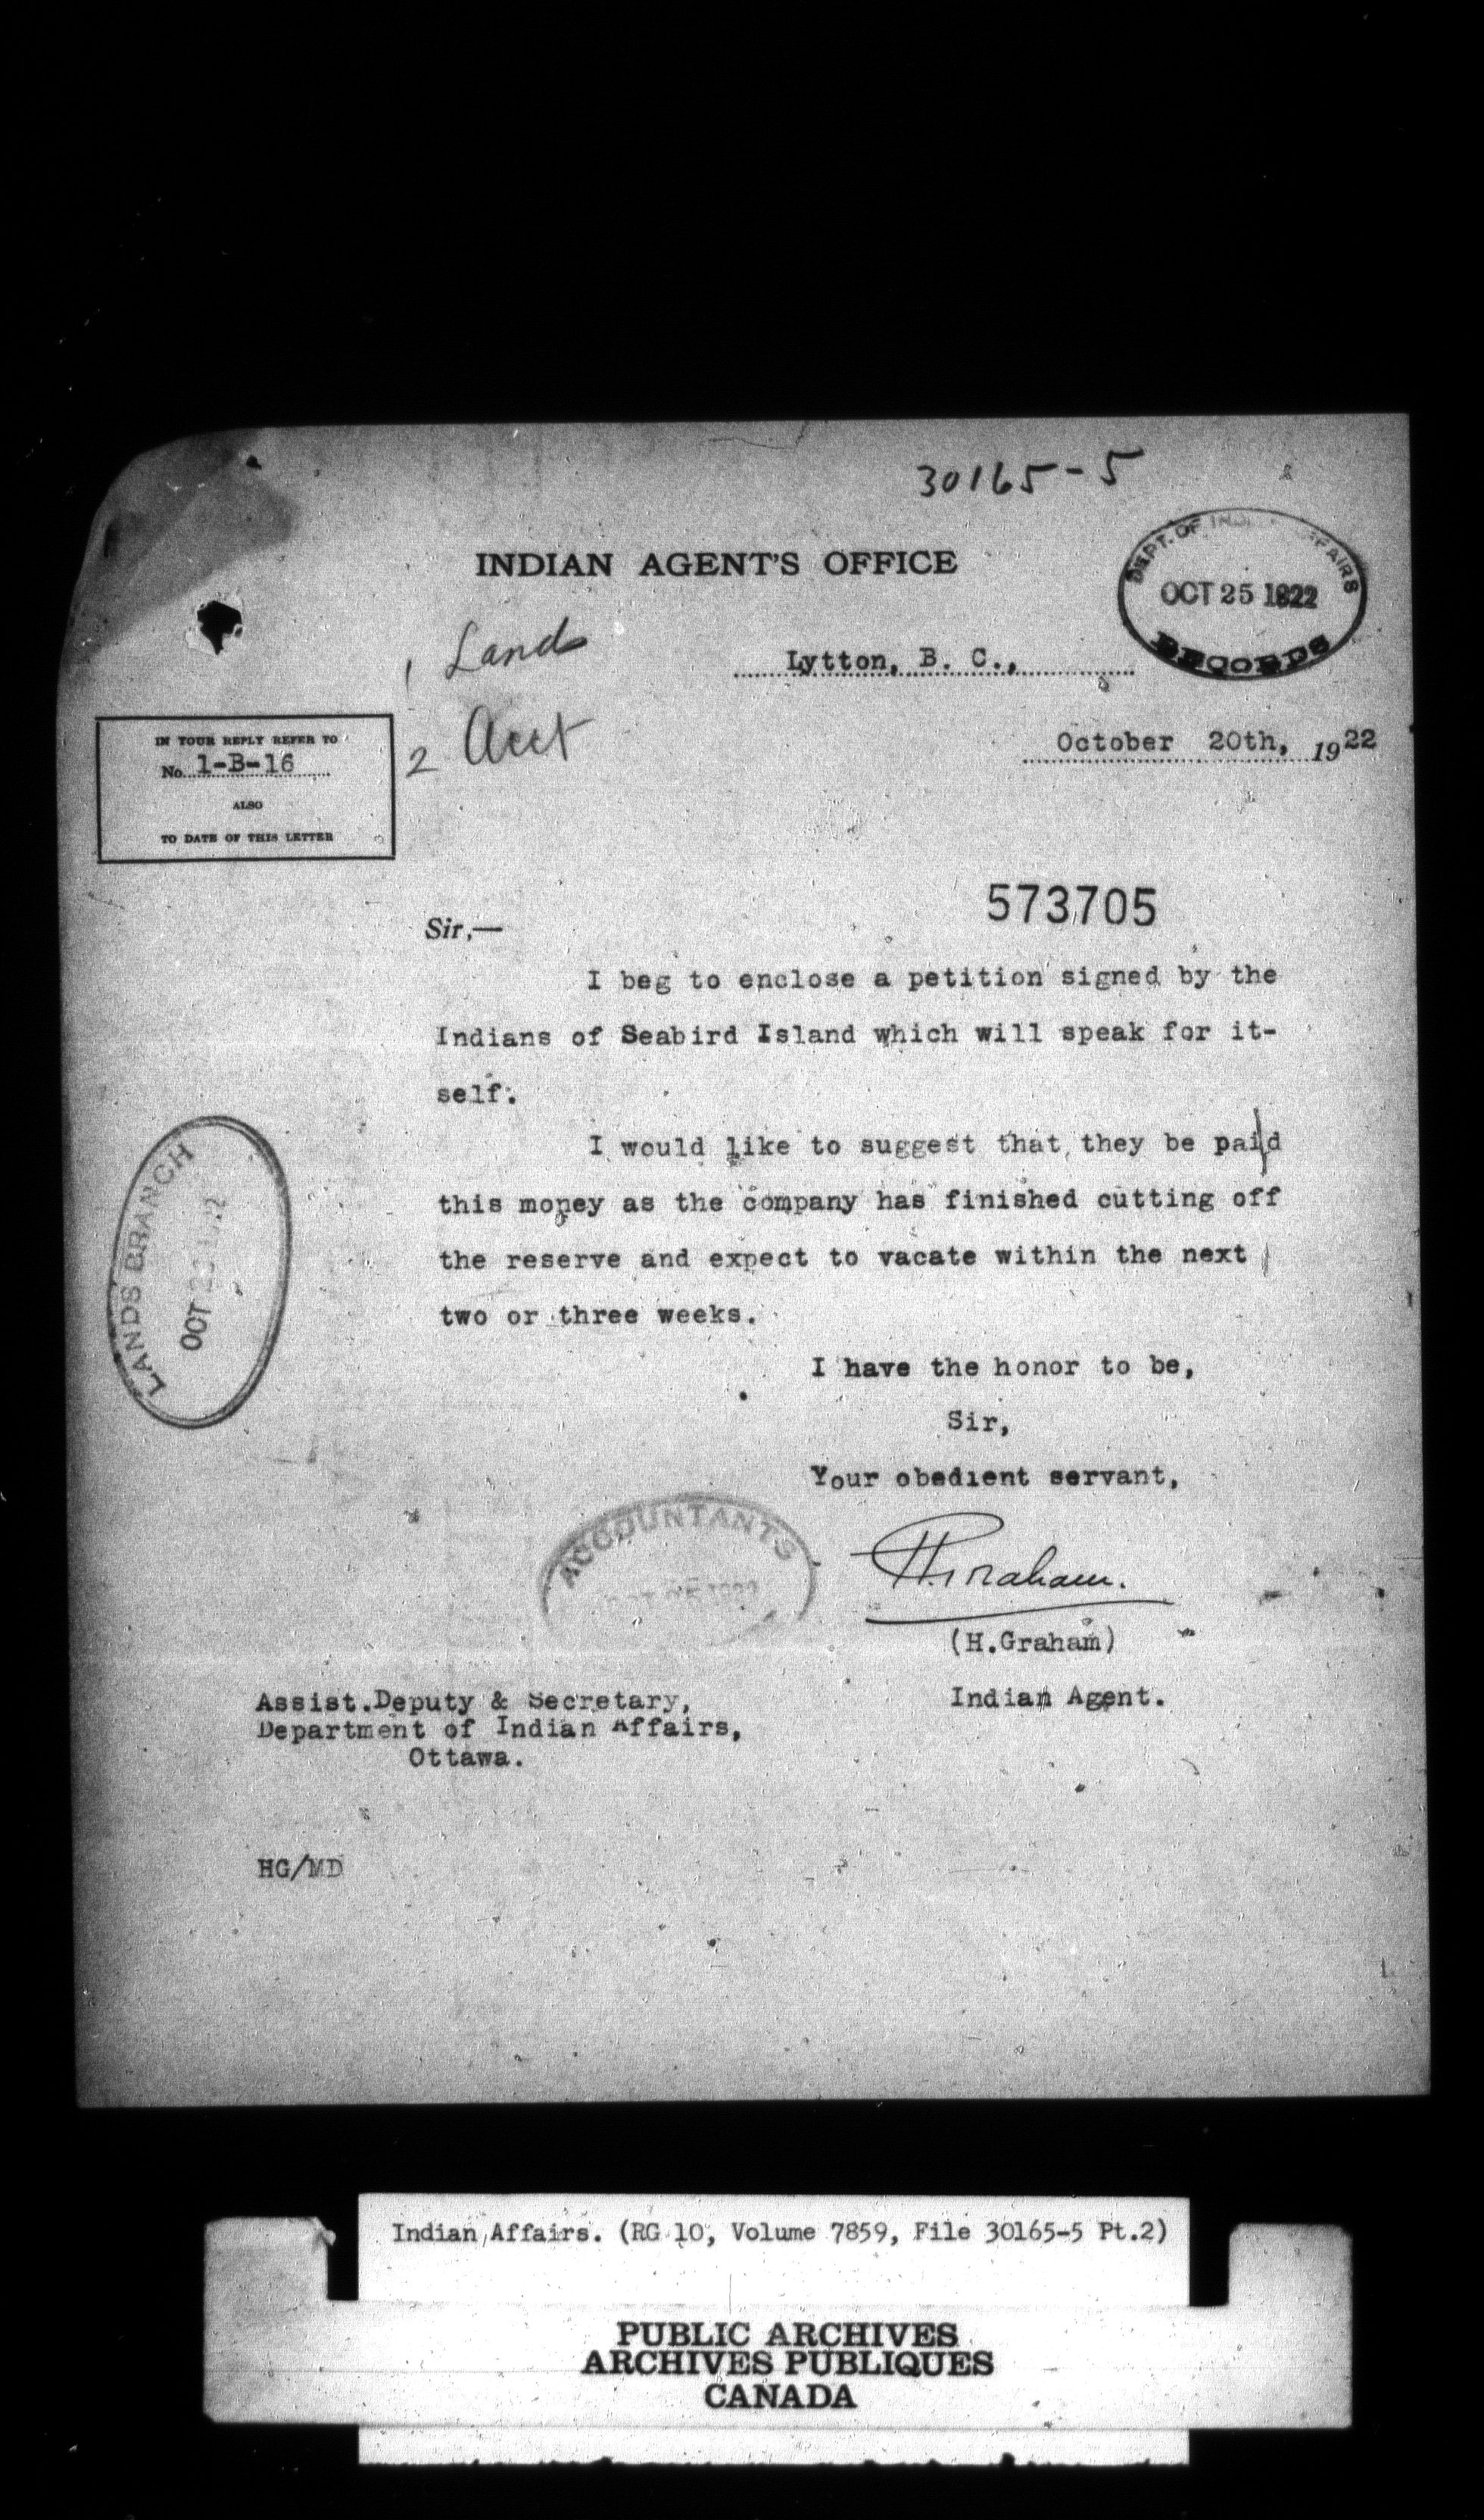 30165-5
INDIAN AGENT'S OFFICE
DEPT. OF AFFAIRS
OCT 25 1922
RECORDS
1 Lands
Lytton, B. C.,
2 Acct
October 20th, 1922
IN YOUR REPLY REFER TO
No. 1-B-16
ALSO
TO DATE OF THIS LETTER
573705
Sir,—
I beg to enclose a petition signed by the
Indians of Seabird Island which will speak for it-
self.
I would like to suggest that they be paid
this money as the company has finished cutting off
the reserve and expect to vacate within the next
two or three weeks.
LANDS BRANCH
OCT
I have the honor to be,
Sir,
Your obedient servant,
ACCOUNTANTS
H. Graham.
(H.Graham)
Indian Agent.
Assist.Deputy & Secretary,
Department of Indian Affairs,
Ottawa.
HG/MD
Indian Affairs. (RG 10, Volume 7859, File 30165-5 Pt.2)
PUBLIC ARCHIVES
ARCHIVES PUBLIQUES
CANADA